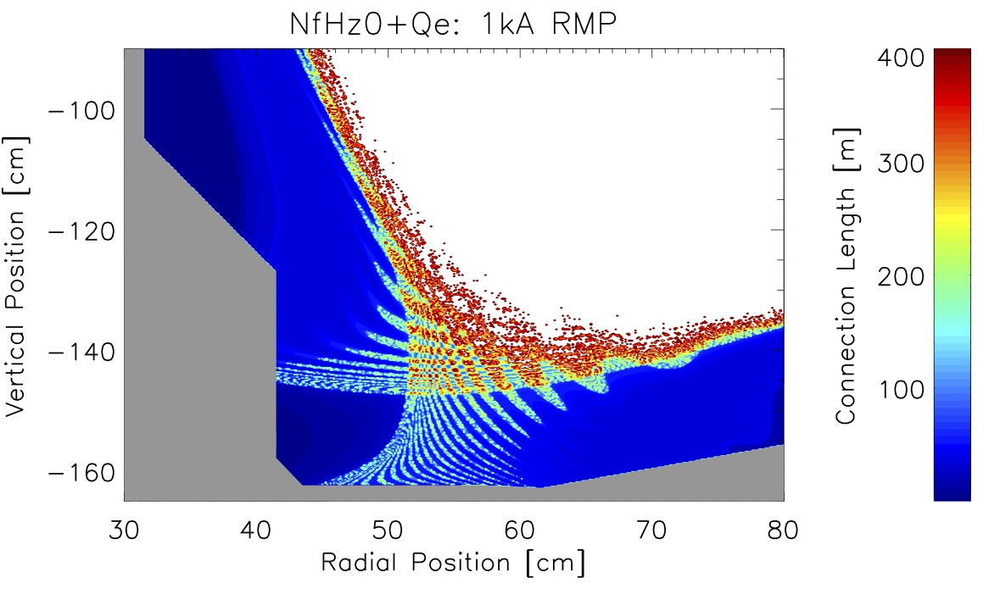 NfHz0+Qe: 1kA RMP
Vertical Position [cm]
-100
-120
-140
-160
30 40 50 60 70 80
Radial Position [cm]
400
300
200
100
Connection Length [m]